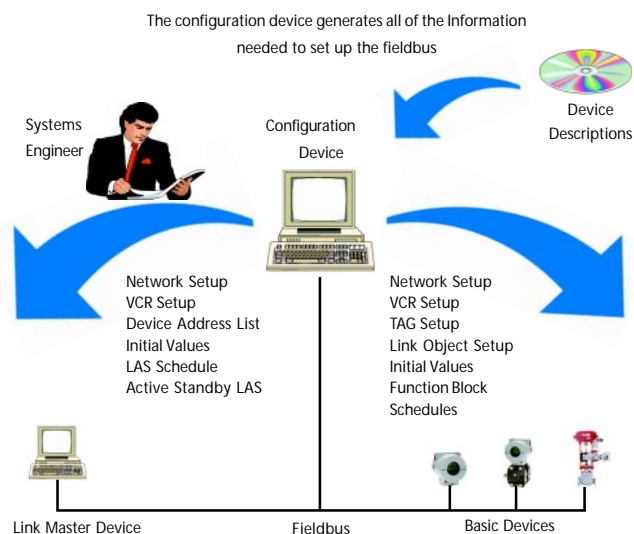 The configuration device generates all of the Information
needed to set up the fieldbus
Device
Descriptions
Systems
Engineer
Configuration
Device
Network Setup
VCR Setup
Device Address List
Initial Values
LAS Schedule
Active Standby LAS
Network Setup
VCR Setup
TAG Setup
Link Object Setup
Initial Values
Function Block
Schedules
Link Master Device
Fieldbus
Basic Devices